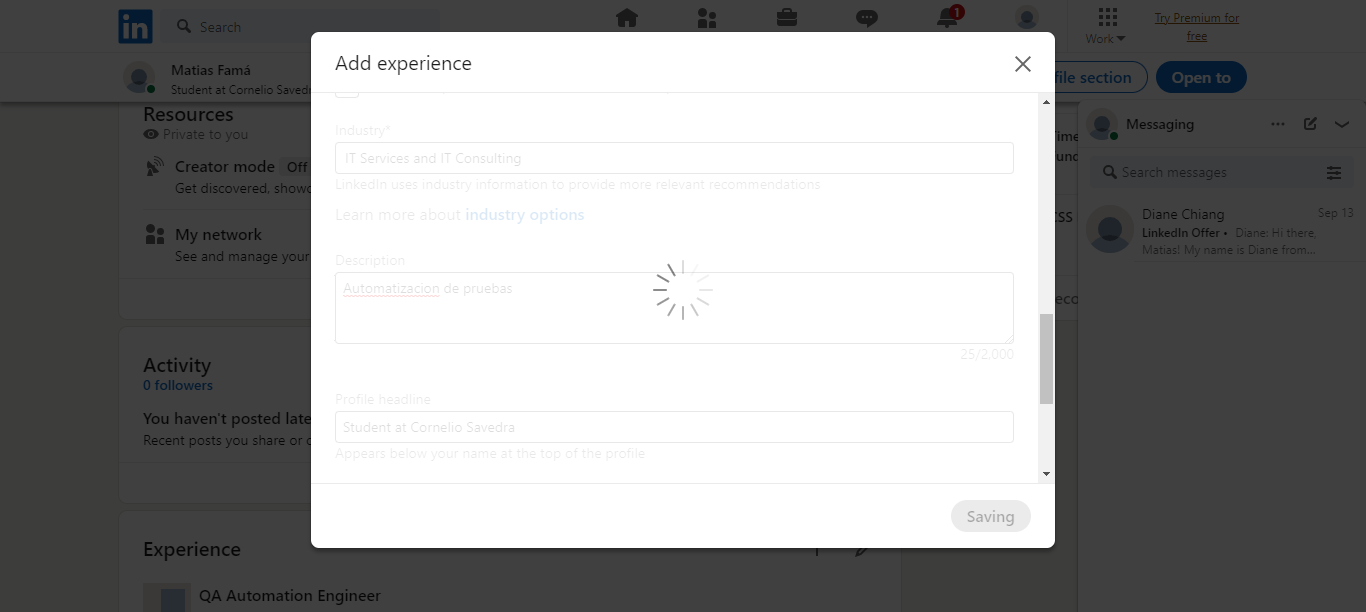 in
Search
1
Work
Try Premium for
free
Matias Famá
Student at Cornelio Saved
file section
Open to
Resources
Private to you
Creator mode Off
Get discovered, show
My network
See and manage your
Activity
0 followers
You haven't posted late
Recent posts you share or
Experience
QA Automation Engineer
Add experience
Industry*
IT Services and IT Consulting
LinkedIn uses industry information to provide more relevant recommendations
Learn more about industry options
Description
Automatizacion de pruebas
25/2,000
Profile headline
Student at Cornelio Savedra
Appears below your name at the top of the profile
Saving
Messaging
Search messages
Diane Chiang
Sep 13
LinkedIn Offer • Diane: Hi there,
Matias! My name is Diane from...